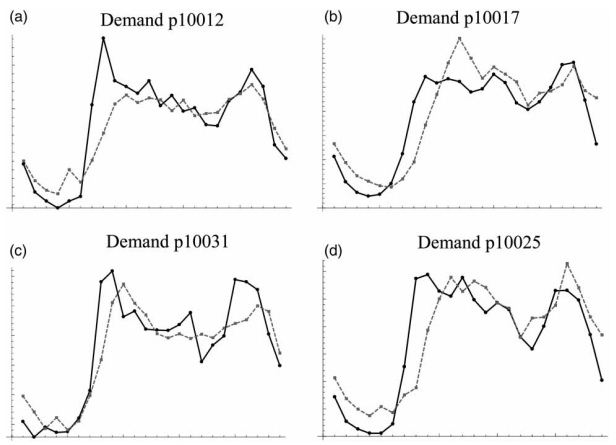 (a) Demand p10012
(b) Demand p10017
(c) Demand p10031
(d) Demand p10025